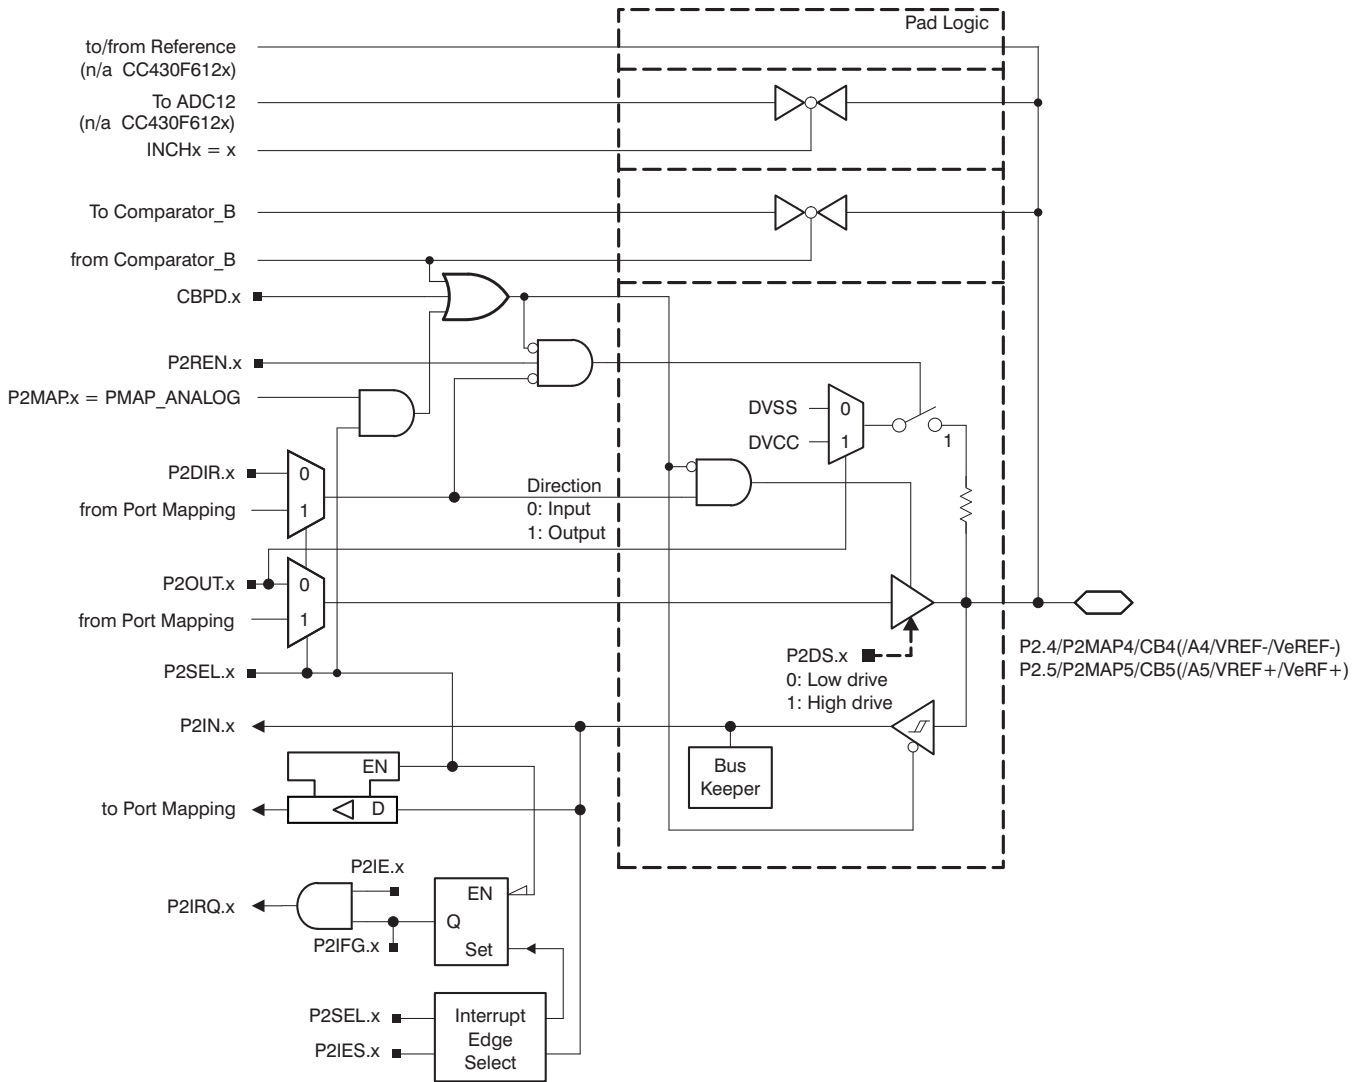 Pad Logic
to/from Reference
(n/a CC430F612x)
To ADC12
(n/a CC430F612x)
INCHx = x
To Comparator_B
from Comparator_B
CBPD.x
P2REN.x
P2MAP.x = PMAP_ANALOG
DVSS
0
DVCC
1
1
P2DIR.x
0
from Port Mapping
1
Direction
0: Input
1: Output
P2OUT.x
0
from Port Mapping
1
P2SEL.x
P2DS.x
0: Low drive
1: High drive
P2.4/P2MAP4/CB4(/A4/VREF-/VeREF-)
P2.5/P2MAP5/CB5(/A5/VREF+/VeRF+)
P2IN.x
Bus
Keeper
EN
to Port Mapping
D
P2IE.x
P2IRQ.x
P2IFG.x
EN
Q
Set
P2SEL.x
P2IES.x
Interrupt
Edge
Select